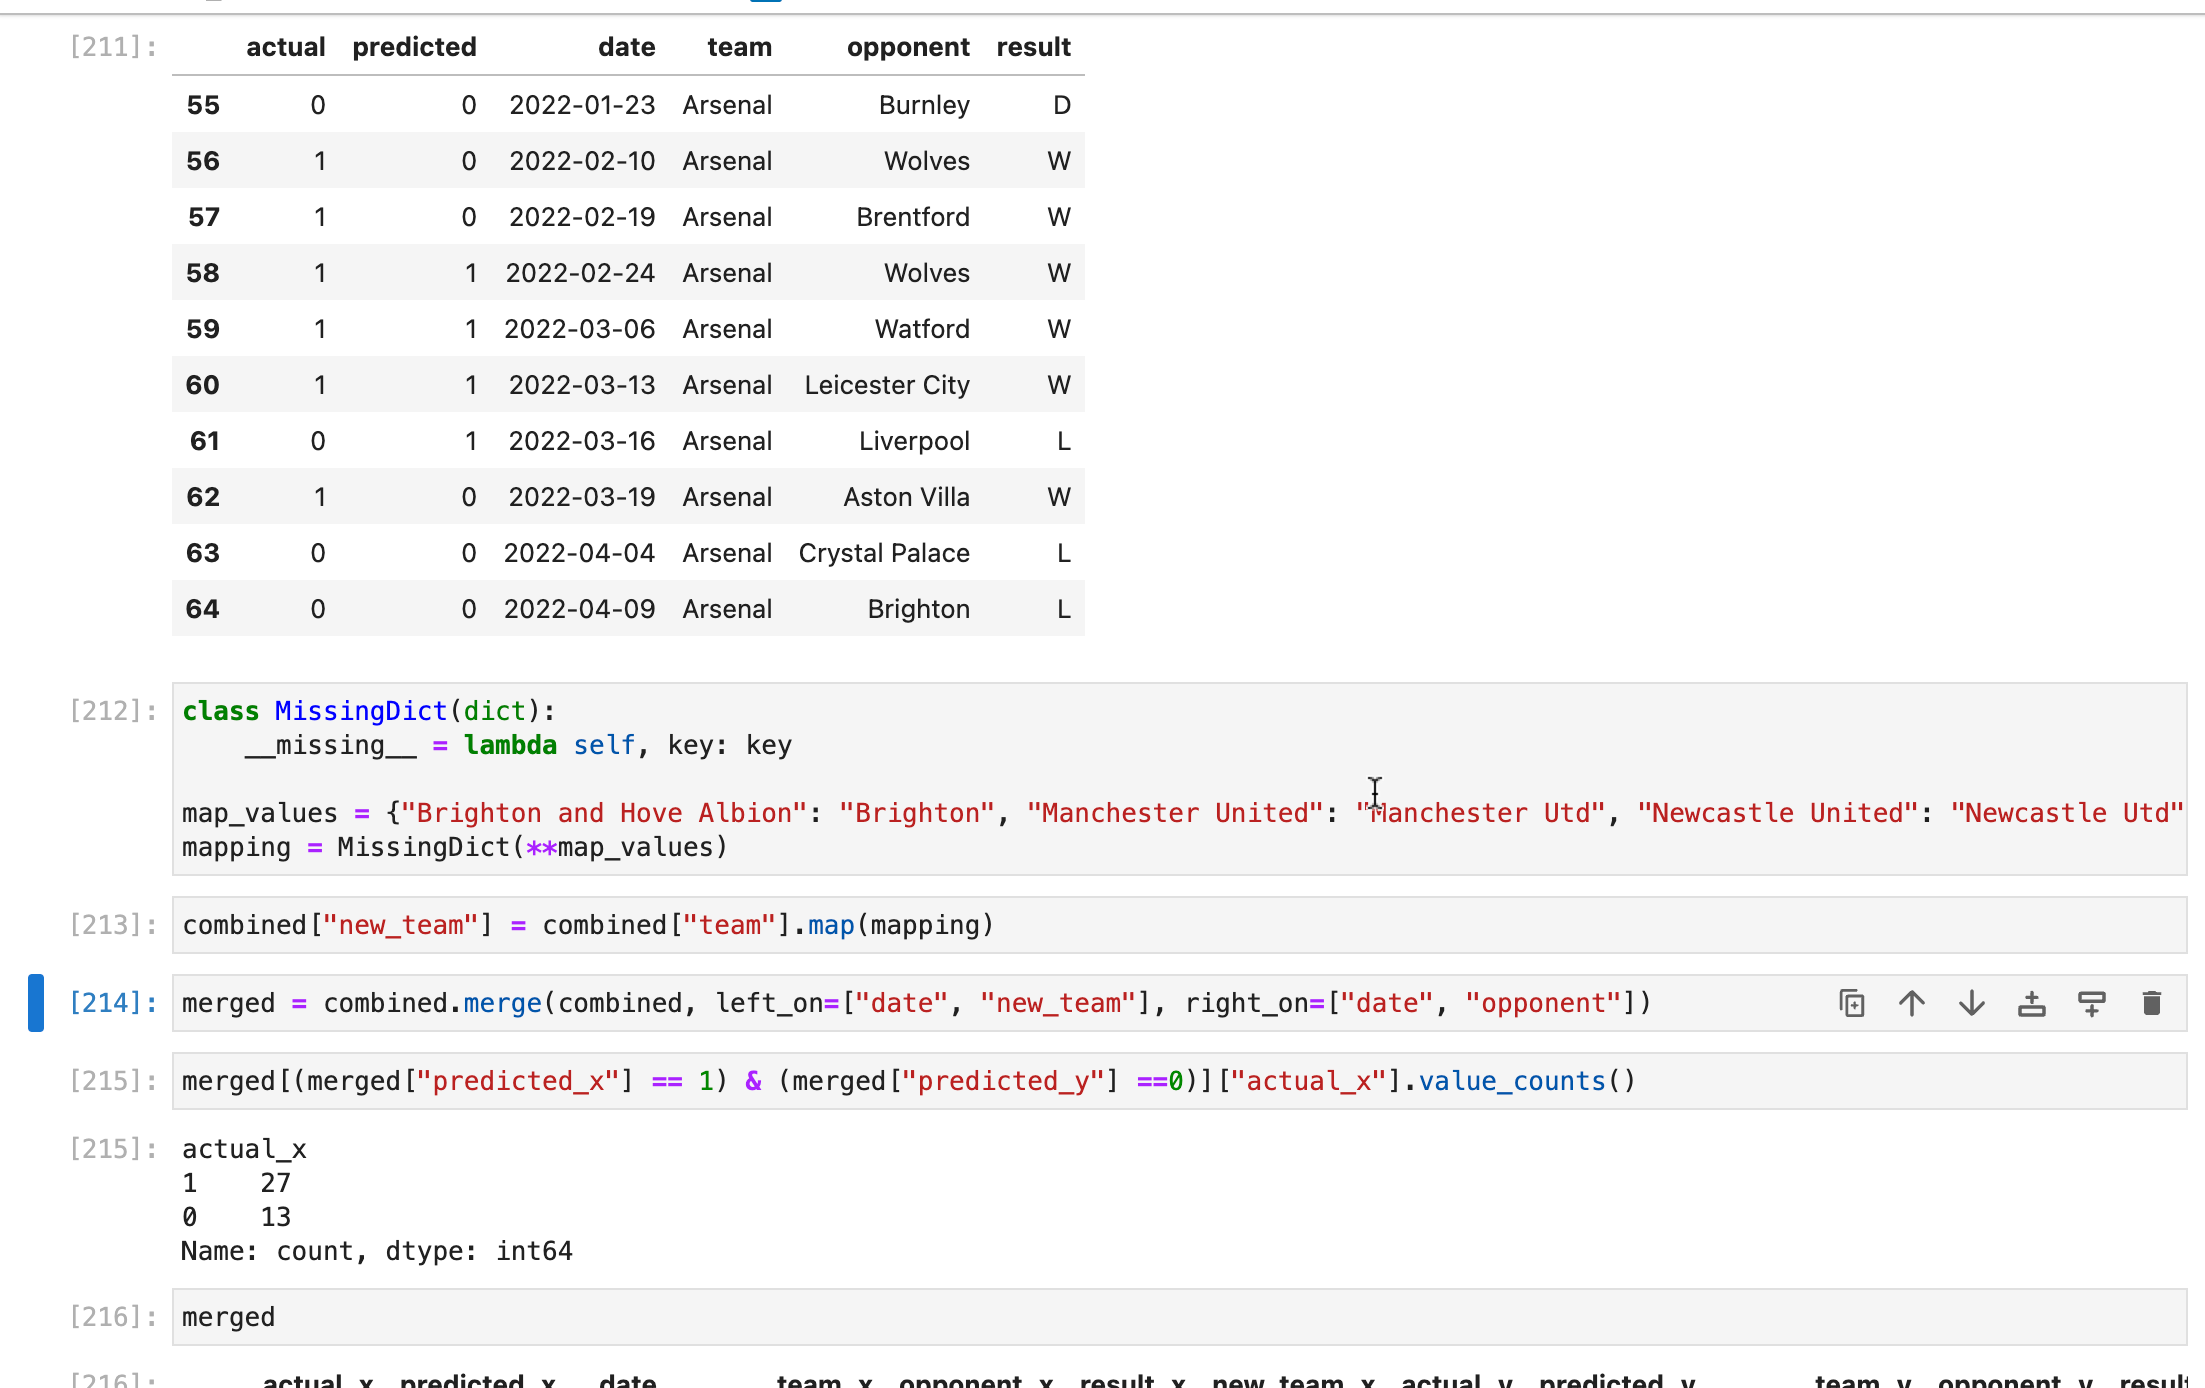 [211]: actual predicted date team opponent result
55 0 0 2022-01-23 Arsenal Burnley D
56 1 0 2022-02-10 Arsenal Wolves W
57 1 0 2022-02-19 Arsenal Brentford W
58 1 1 2022-02-24 Arsenal Wolves W
59 1 1 2022-03-06 Arsenal Watford W
60 1 1 2022-03-13 Arsenal Leicester City W
61 0 1 2022-03-16 Arsenal Liverpool L
62 1 0 2022-03-19 Arsenal Aston Villa W
63 0 0 2022-04-04 Arsenal Crystal Palace L
64 0 0 2022-04-09 Arsenal Brighton L
[212]: class MissingDict(dict):
    __missing__ = lambda self, key: key
map_values = {"Brighton and Hove Albion": "Brighton", "Manchester United": "Manchester Utd", "Newcastle United": "Newcastle Utd"
mapping = MissingDict(**map_values)
[213]: combined["new_team"] = combined["team"].map(mapping)
[214]: merged = combined.merge(combined, left_on=["date", "new_team"], right_on=["date", "opponent"])
[215]: merged[(merged["predicted_x"] == 1) & (merged["predicted_y"] ==0)]["actual_x"].value_counts()
[215]: actual_x
1    27
0    13
Name: count, dtype: int64
[216]: merged
[216]: actual_x predicted_x date team_x opponent_x result_x new_team_x actual_y predicted_y team_y opponent_y result